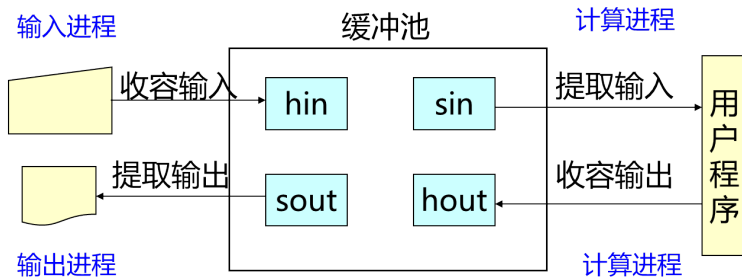 输入进程
缓冲池
计算进程
收容输入
hin
sin
提取输入
用户程序
提取输出
sout
hout
收容输出
输出进程
计算进程